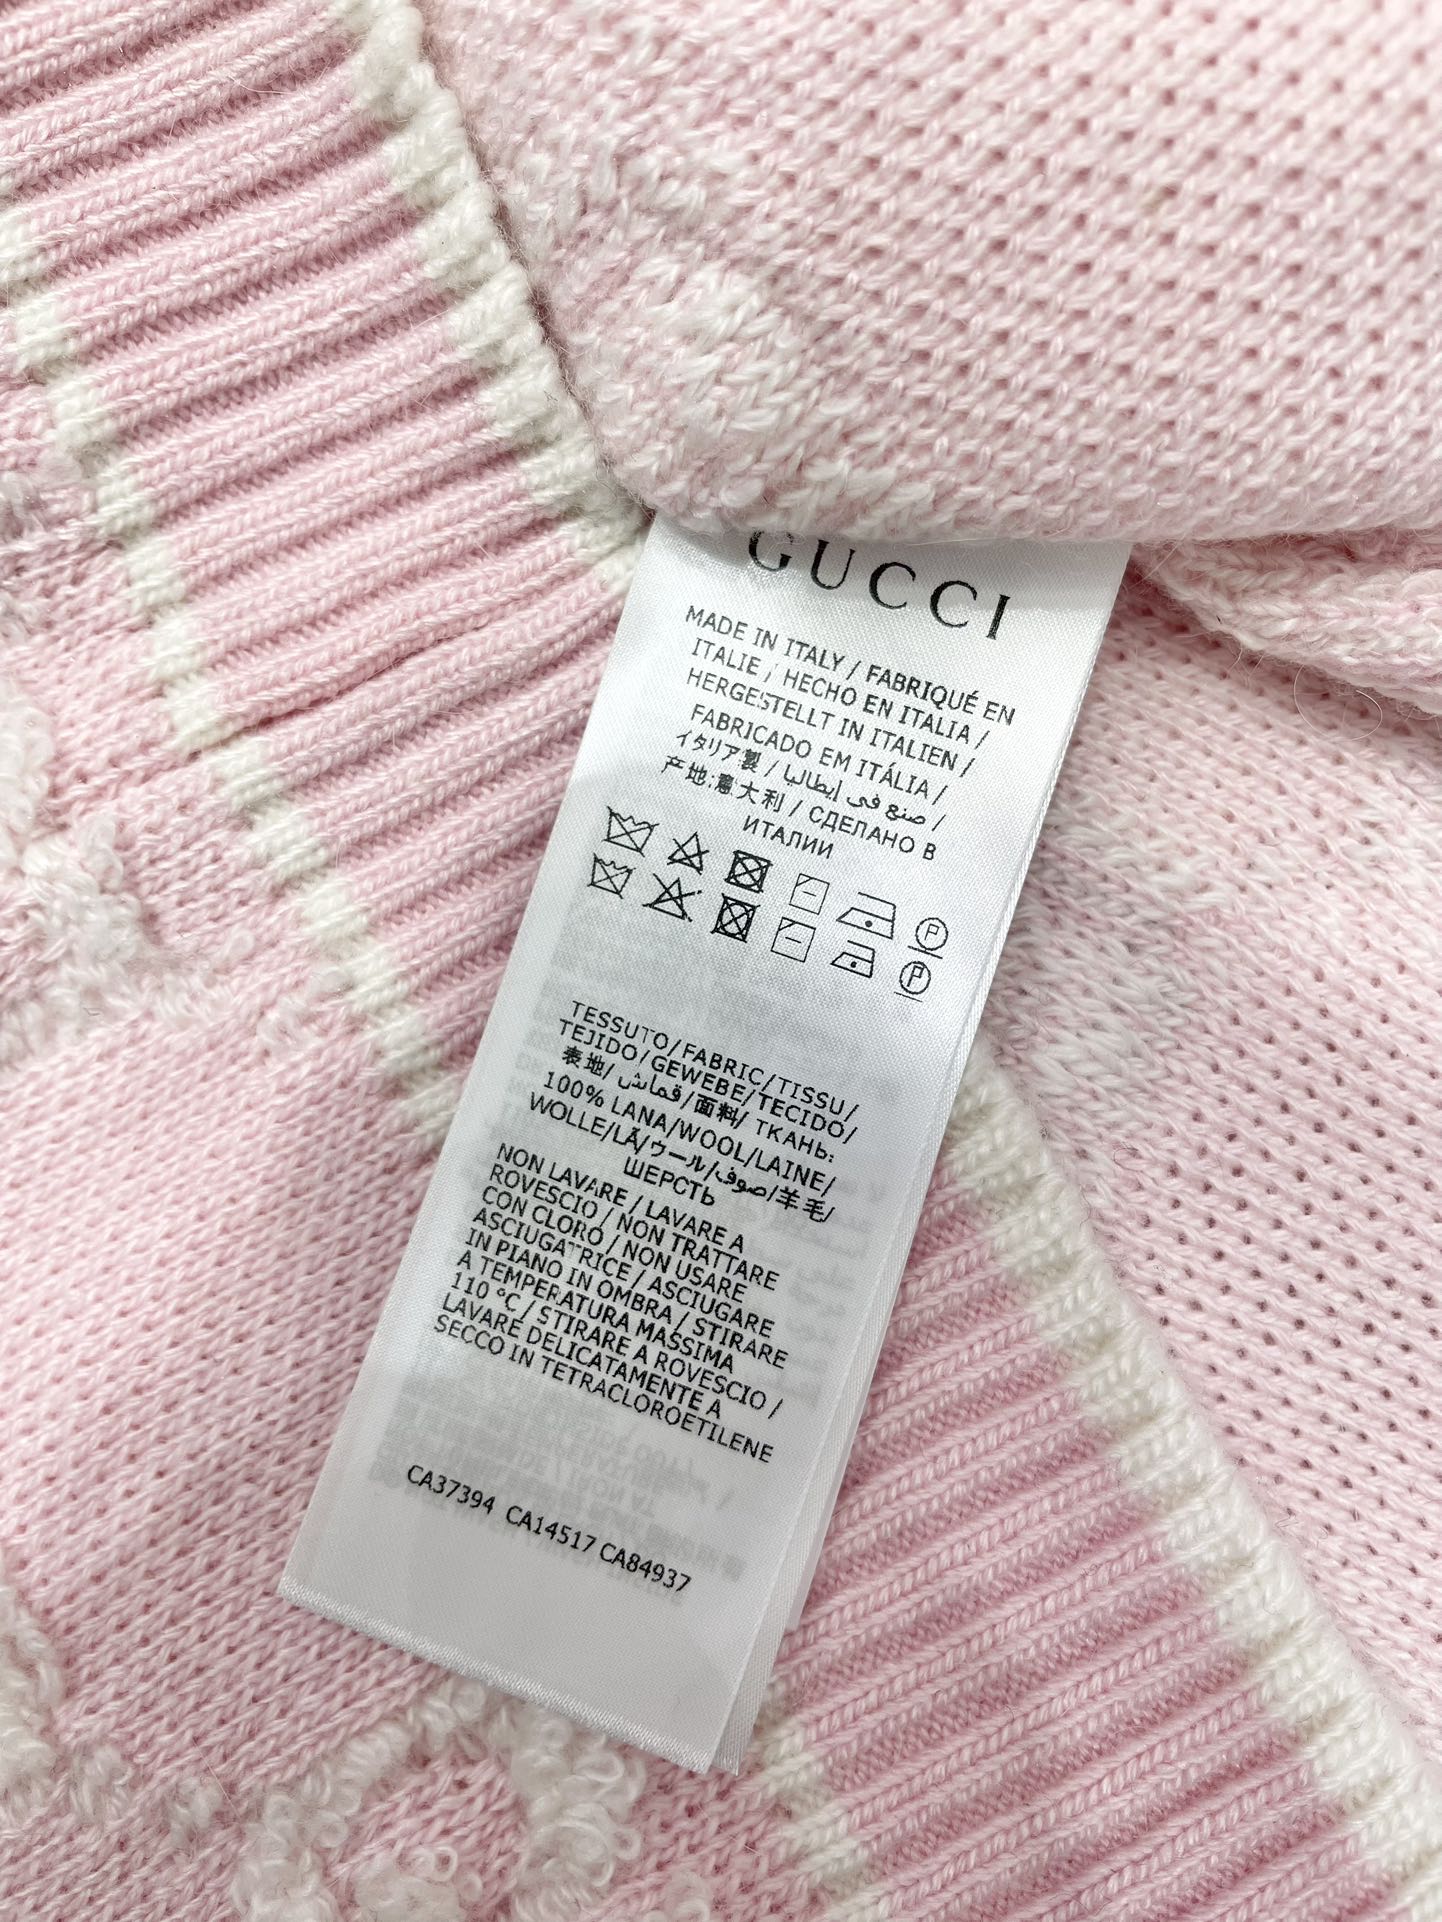 GUCCI
MADE IN ITALY / FABRIQUÉ EN
ITALIE / HECHO EN ITALIA /
HERGESTELLT IN ITALIEN /
FABRICADO EM ITÁLIA /
イタリア製 / صنع في إيطاليا /
产地:意大利 / СДЕЛАНО В
ИТАЛИИ
P
P
TESSUTO/FABRIC/TISSU/
TEJIDO/GEWEBE/TECIDO/
表地/قماش/面料/ ТКАНЬ:
100% LANA/WOOL/LAINE/
WOLLE/LÃ/ウール/صوف/羊毛/
ШЕРСТЬ
NON LAVARE / LAVARE A
ROVESCIO / NON TRATTARE
CON CLORO / NON USARE
ASCIUGATRICE / ASCIUGARE
IN PIANO IN OMBRA / STIRARE
A TEMPERATURA MASSIMA
110 °C / STIRARE A ROVESCIO /
LAVARE DELICATAMENTE A
SECCO IN TETRACLOROETILENE
CA37394 CA14517 CA84937